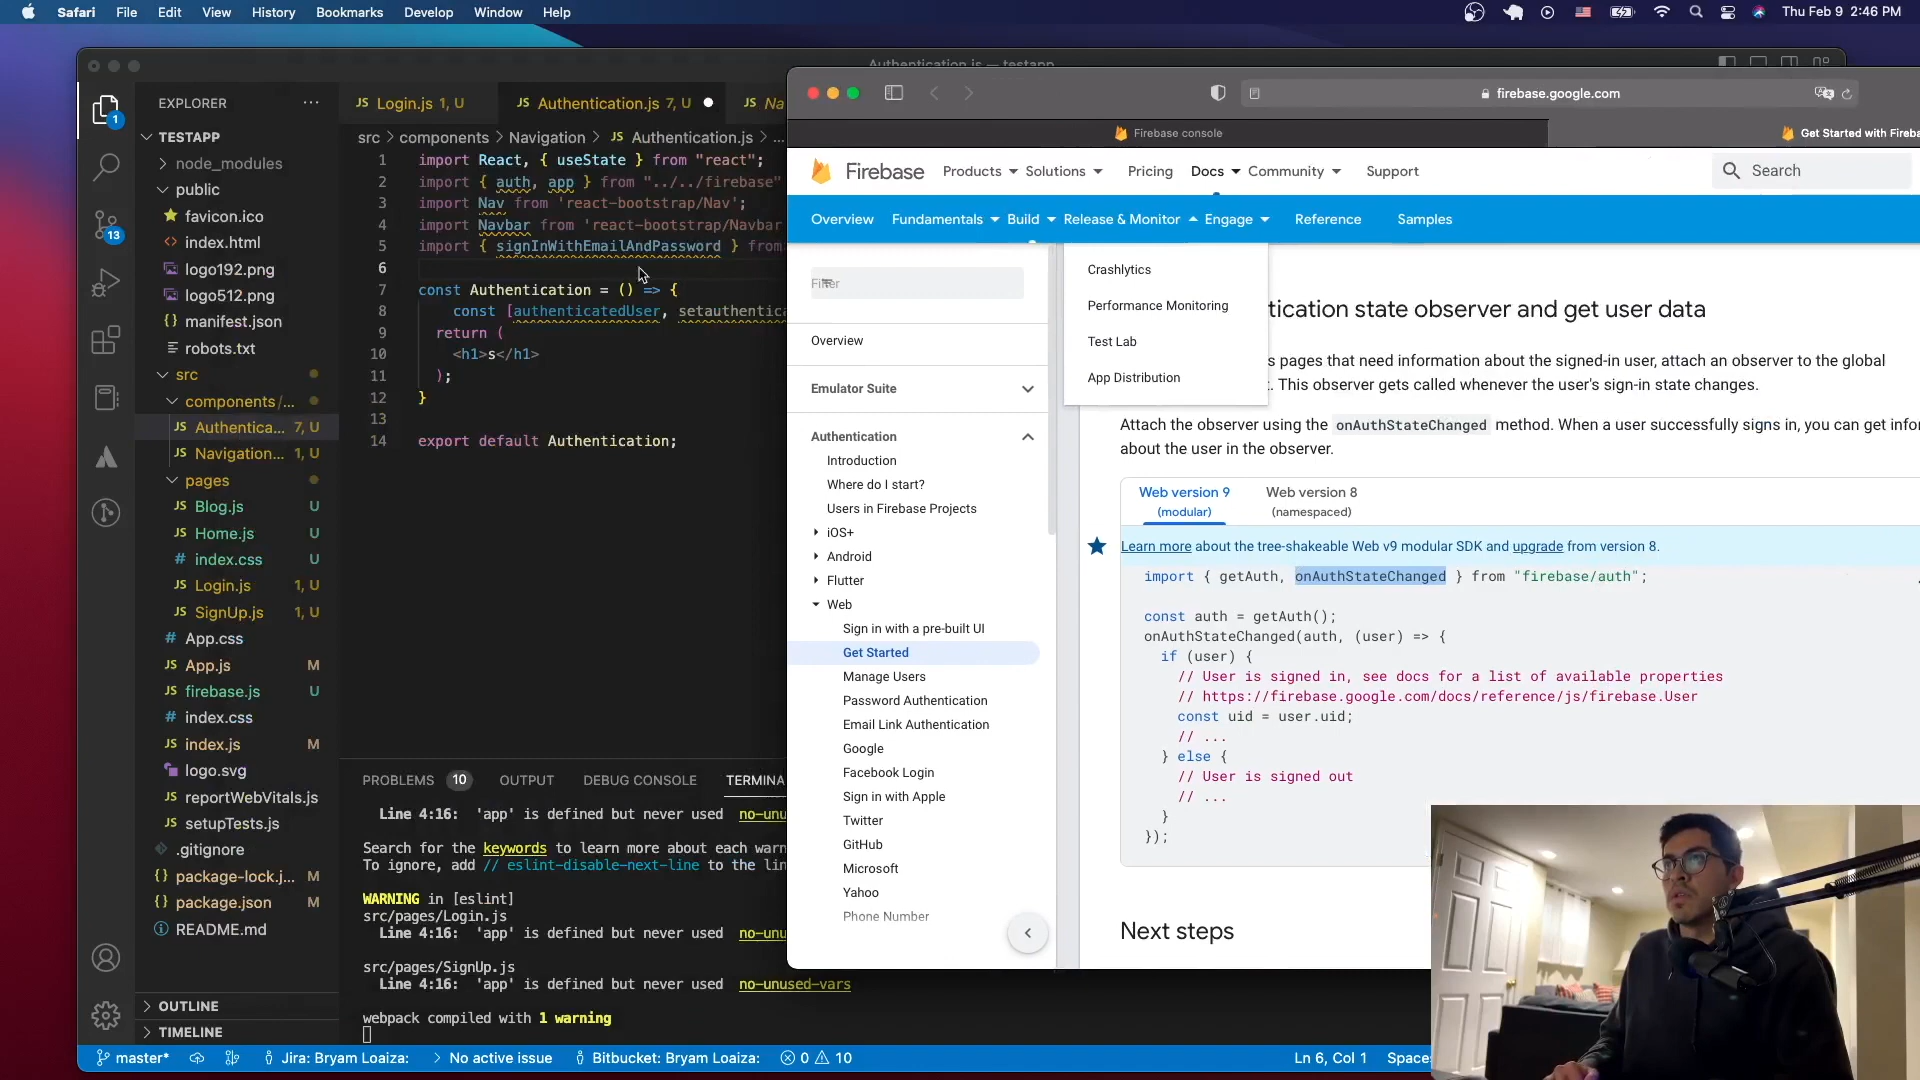 Safari File Edit View History Bookmarks Develop Window Help
Thu Feb 9 2:46 PM
Authentication.js — testapp
EXPLORER
TESTAPP
node_modules
public
favicon.ico
index.html
logo192.png
logo512.png
manifest.json
robots.txt
src
components/...
Authentica... 7, U
Navigation... 1, U
pages
Blog.js U
Home.js U
index.css U
Login.js 1, U
SignUp.js 1, U
App.css
App.js M
firebase.js U
index.css
index.js M
logo.svg
reportWebVitals.js
setupTests.js
.gitignore
package-lock.j... M
package.json M
README.md
OUTLINE
TIMELINE
1
13
JS Login.js 1, U
JS Authentication.js 7, U
JS Na
src > components > Navigation > JS Authentication.js > ...
1 import React, { useState } from "react";
2 import { auth, app } from "../../firebase"
3 import Nav from 'react-bootstrap/Nav';
4 import Navbar from 'react-bootstrap/Navbar
5 import { signInWithEmailAndPassword } from
6
7 const Authentication = () => {
8 const [authenticatedUser, setauthentica
9 return (
10 <h1>s</h1>
11 );
12 }
13
14 export default Authentication;
PROBLEMS 10 OUTPUT DEBUG CONSOLE TERMINA
Line 4:16: 'app' is defined but never used no-unu
Search for the keywords to learn more about each warn
To ignore, add // eslint-disable-next-line to the lin
WARNING in [eslint]
src/pages/Login.js
Line 4:16: 'app' is defined but never used no-unu
src/pages/SignUp.js
Line 4:16: 'app' is defined but never used no-unused-vars
webpack compiled with 1 warning
master* Jira: Bryam Loaiza: No active issue Bitbucket: Bryam Loaiza: 0 10
Ln 6, Col 1 Spaces
firebase.google.com
Firebase console
Get Started with Fireba
Firebase Products Solutions Pricing Docs Community Support
Search
Overview Fundamentals Build Release & Monitor Engage Reference Samples
Crashlytics
Performance Monitoring
Test Lab
App Distribution
Filter
Overview
Emulator Suite
Authentication
Introduction
Where do I start?
Users in Firebase Projects
iOS+
Android
Flutter
Web
Sign in with a pre-built UI
Get Started
Manage Users
Password Authentication
Email Link Authentication
Google
Facebook Login
Sign in with Apple
Twitter
GitHub
Microsoft
Yahoo
Phone Number
tication state observer and get user data
s pages that need information about the signed-in user, attach an observer to the global
t. This observer gets called whenever the user's sign-in state changes.
Attach the observer using the onAuthStateChanged method. When a user successfully signs in, you can get info
about the user in the observer.
Web version 9
(modular)
Web version 8
(namespaced)
Learn more about the tree-shakeable Web v9 modular SDK and upgrade from version 8.
import { getAuth, onAuthStateChanged } from "firebase/auth";
const auth = getAuth();
onAuthStateChanged(auth, (user) => {
if (user) {
// User is signed in, see docs for a list of available properties
// https://firebase.google.com/docs/reference/js/firebase.User
const uid = user.uid;
// ...
} else {
// User is signed out
// ...
}
});
Next steps